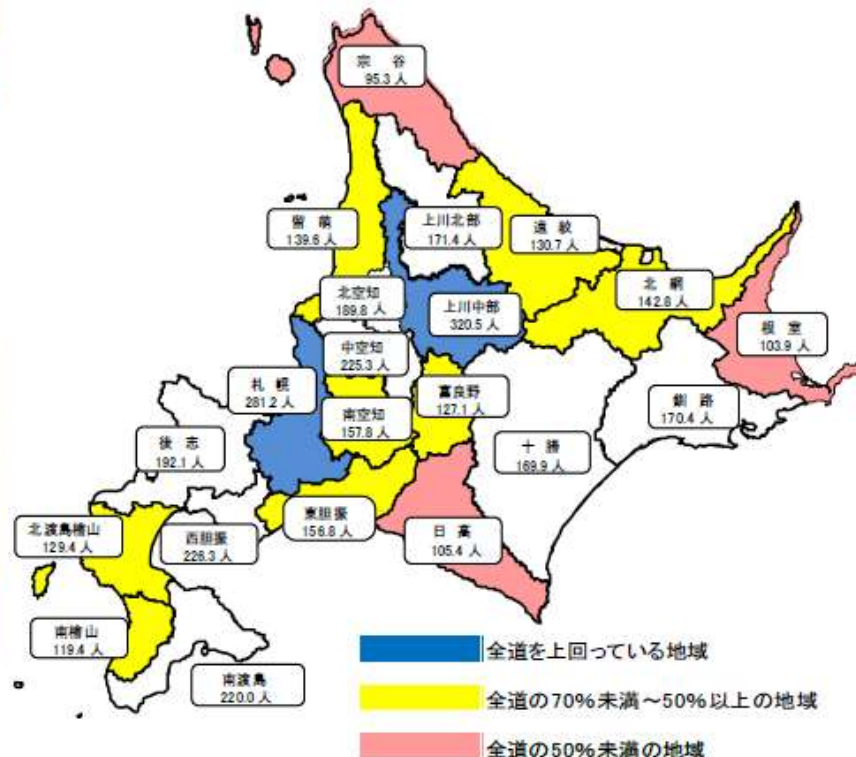 宗　谷
95.3 人
留　萌
139.6 人
上川北部
171.4 人
遠 紋
130.7 人
北 網
142.8 人
北空知
189.8 人
上川中部
320.5 人
根 室
103.9 人
中空知
225.3 人
札 幌
281.2 人
富良野
127.1 人
釧 路
170.4 人
南空知
157.8 人
後 志
192.1 人
十 勝
169.9 人
東胆振
156.8 人
日 高
105.4 人
北渡島檜山
129.4 人
西胆振
226.3 人
南檜山
119.4 人
南渡島
220.0 人
全道を上回っている地域
全道の70％未満～50％以上の地域
全道の50％未満の地域